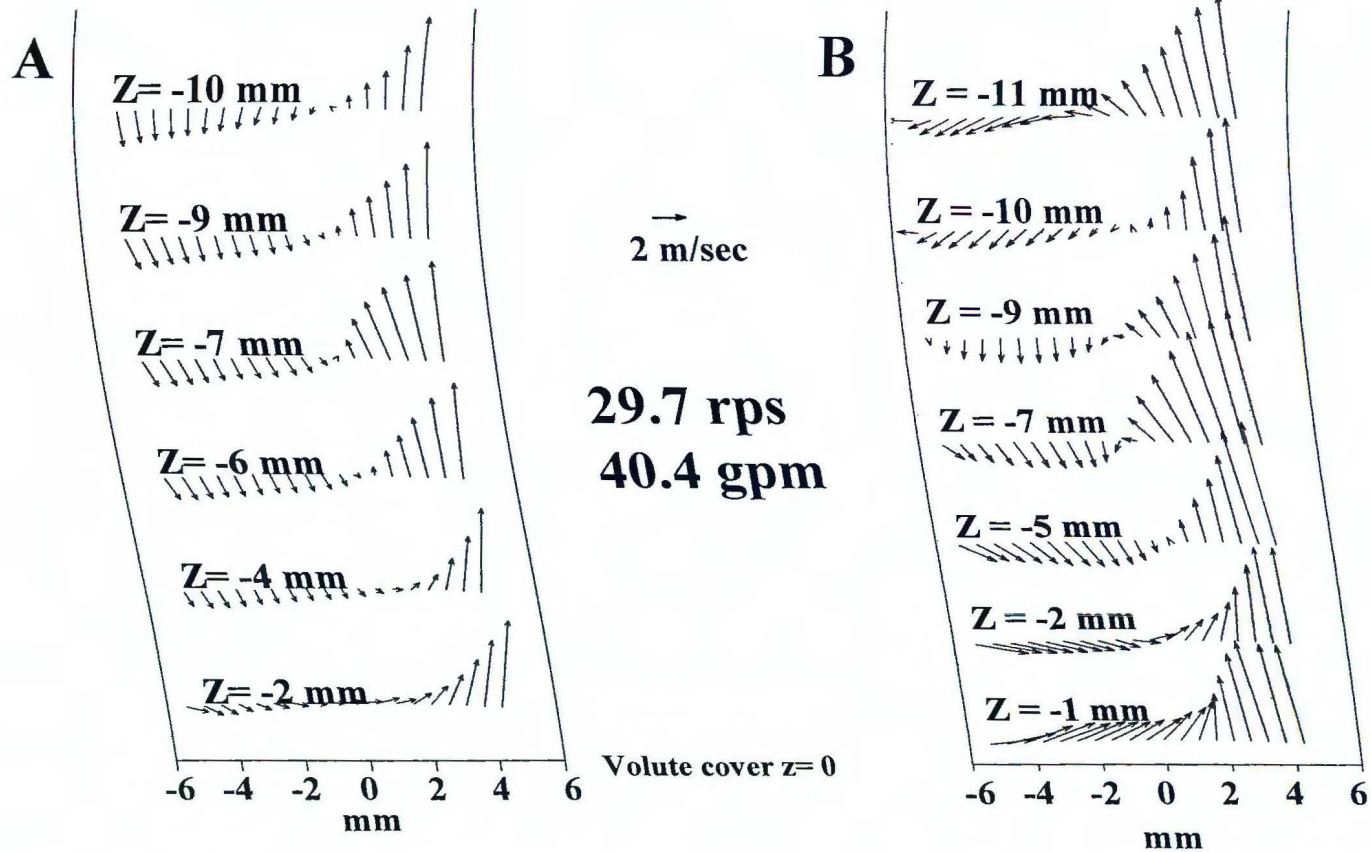 A
Z= -10 mm
Z= -9 mm
Z= -7 mm
Z= -6 mm
Z= -4 mm
Z= -2 mm
-6 -4 -2 0 2 4 6
mm
2 m/sec
29.7 rps
40.4 gpm
Volute cover z= 0
B
Z = -11 mm
Z = -10 mm
Z = -9 mm
Z = -7 mm
Z = -5 mm
Z = -2 mm
Z = -1 mm
-6 -4 -2 0 2 4 6
mm